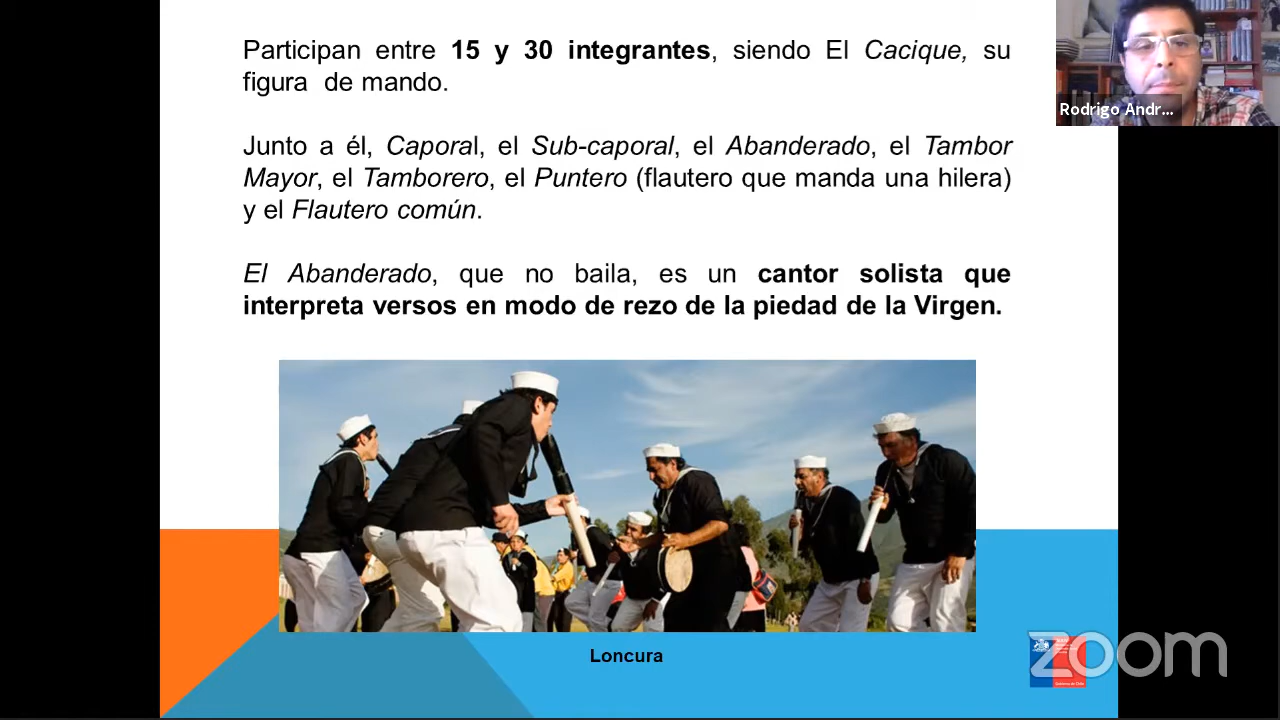 Participan entre 15 y 30 integrantes, siendo El Cacique, su
figura de mando.
Rodrigo Andr...
Junto a él, Caporal, el Sub-caporal, el Abanderado, el Tambor
Mayor, el Tamborero, el Puntero (flautero que manda una hilera)
y el Flautero común.
El Abanderado, que no baila, es un cantor solista que
interpreta versos en modo de rezo de la piedad de la Virgen.
Loncura
zoom